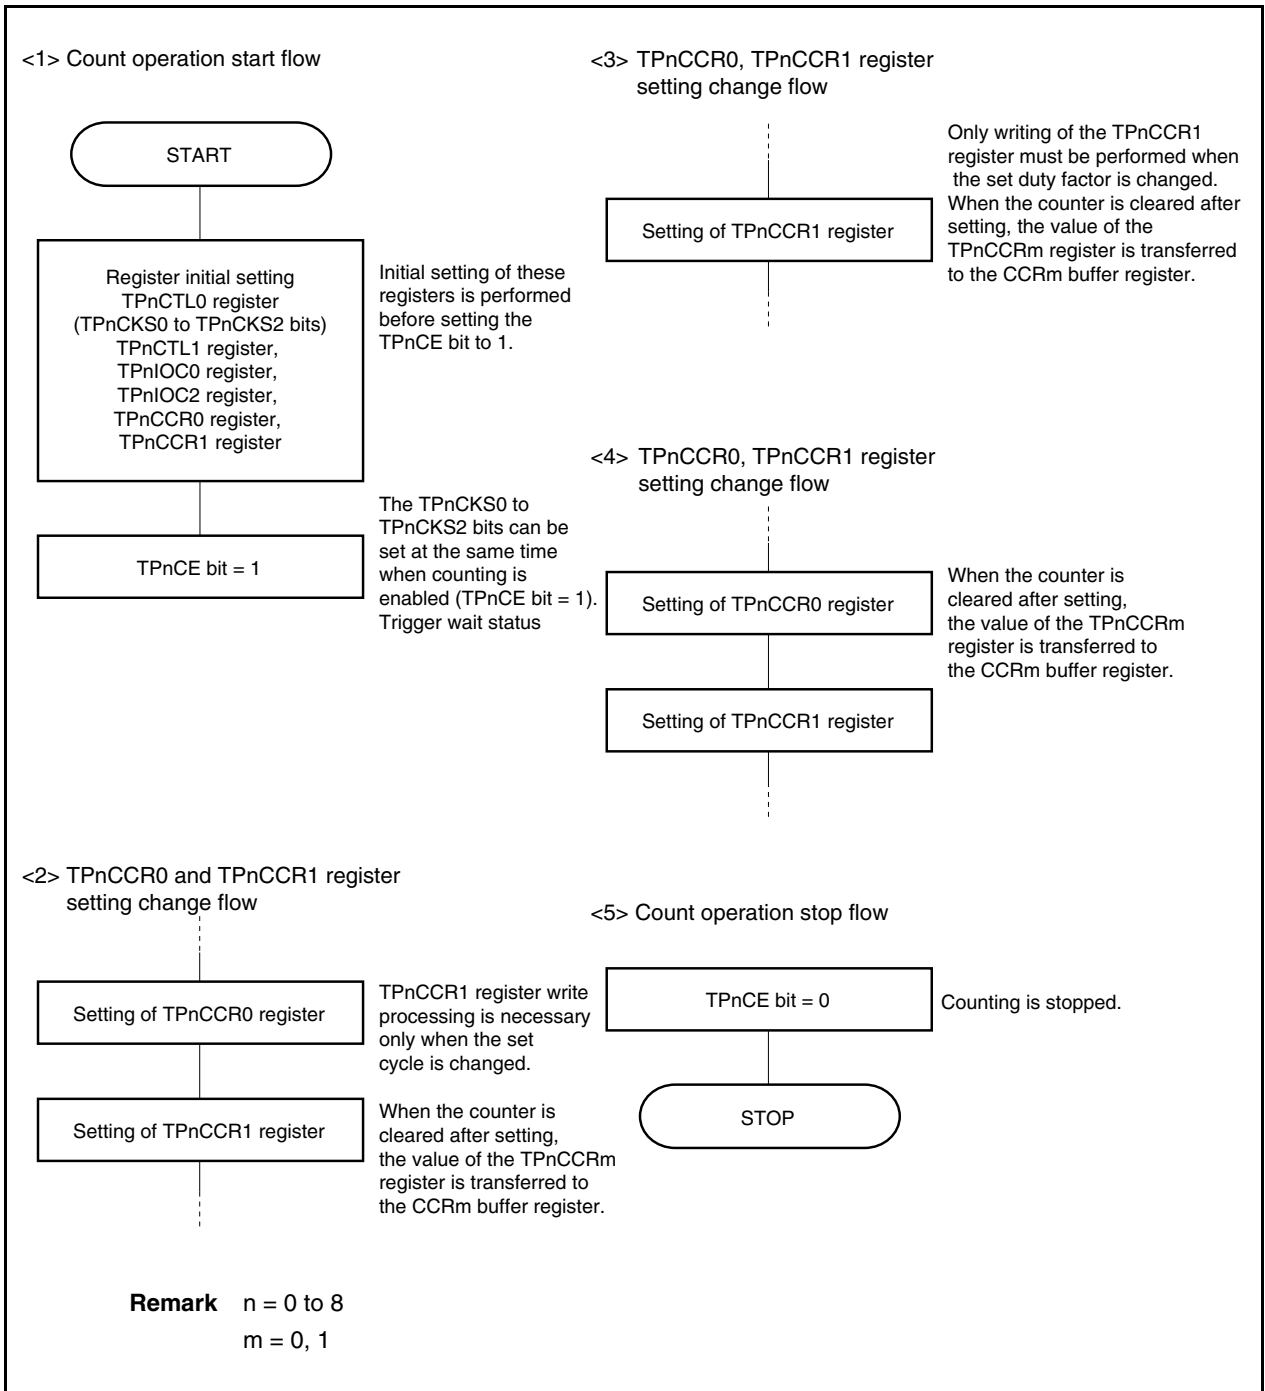 <1> Count operation start flow
START
Register initial setting
TPnCTL0 register
(TPnCKS0 to TPnCKS2 bits)
TPnCTL1 register,
TPnIOC0 register,
TPnIOC2 register,
TPnCCR0 register,
TPnCCR1 register
Initial setting of these
registers is performed
before setting the
TPnCE bit to 1.
TPnCE bit = 1
The TPnCKS0 to
TPnCKS2 bits can be
set at the same time
when counting is
enabled (TPnCE bit = 1).
Trigger wait status
<2> TPnCCR0 and TPnCCR1 register
setting change flow
Setting of TPnCCR0 register
TPnCCR1 register write
processing is necessary
only when the set
cycle is changed.
Setting of TPnCCR1 register
When the counter is
cleared after setting,
the value of the TPnCCRm
register is transferred to
the CCRm buffer register.
<3> TPnCCR0, TPnCCR1 register
setting change flow
Setting of TPnCCR1 register
Only writing of the TPnCCR1
register must be performed when
the set duty factor is changed.
When the counter is cleared after
setting, the value of the
TPnCCRm register is transferred
to the CCRm buffer register.
<4> TPnCCR0, TPnCCR1 register
setting change flow
Setting of TPnCCR0 register
When the counter is
cleared after setting,
the value of the TPnCCRm
register is transferred to
the CCRm buffer register.
Setting of TPnCCR1 register
<5> Count operation stop flow
TPnCE bit = 0
Counting is stopped.
STOP
Remark n = 0 to 8
m = 0, 1